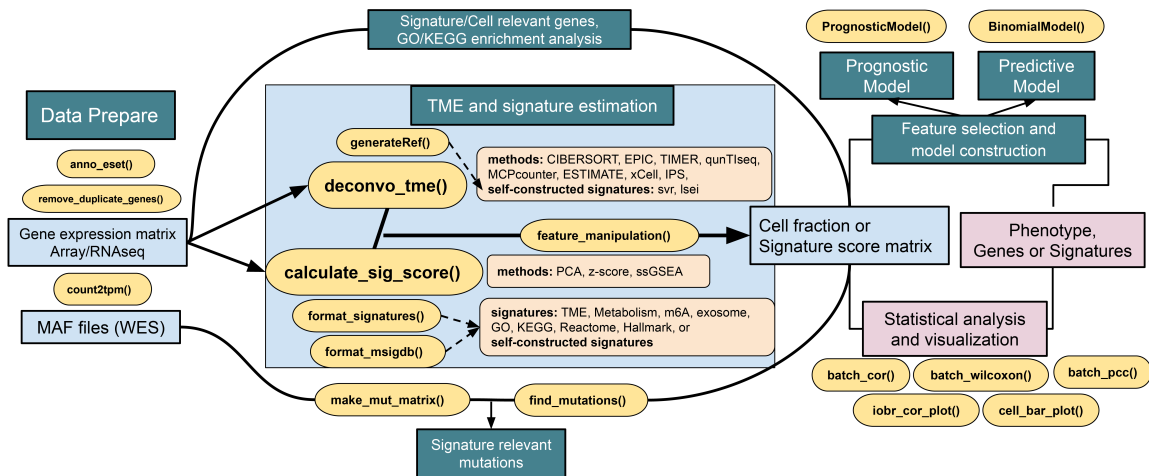 Signature/Cell relevant genes,
GO/KEGG enrichment analysis
PrognosticModel()
BinomialModel()
Prognostic
Model
Predictive
Model
Data Prepare
TME and signature estimation
Feature selection and
model construction
generateRef()
anno_eset()
methods: CIBERSORT, EPIC, TIMER, qunTIseq,
MCPcounter, ESTIMATE, xCell, IPS,
self-constructed signatures: svr, lsei
deconvo_tme()
remove_duplicate_genes()
Gene expression matrix
Array/RNAseq
feature_manipulation()
Cell fraction or
Signature score matrix
Phenotype,
Genes or Signatures
calculate_sig_score()
methods: PCA, z-score, ssGSEA
count2tpm()
format_signatures()
signatures: TME, Metabolism, m6A, exosome,
GO, KEGG, Reactome, Hallmark, or
self-constructed signatures
MAF files (WES)
Statistical analysis
and visualization
format_msigdb()
batch_cor()
batch_wilcoxon()
batch_pcc()
make_mut_matrix()
find_mutations()
iobr_cor_plot()
cell_bar_plot()
Signature relevant
mutations